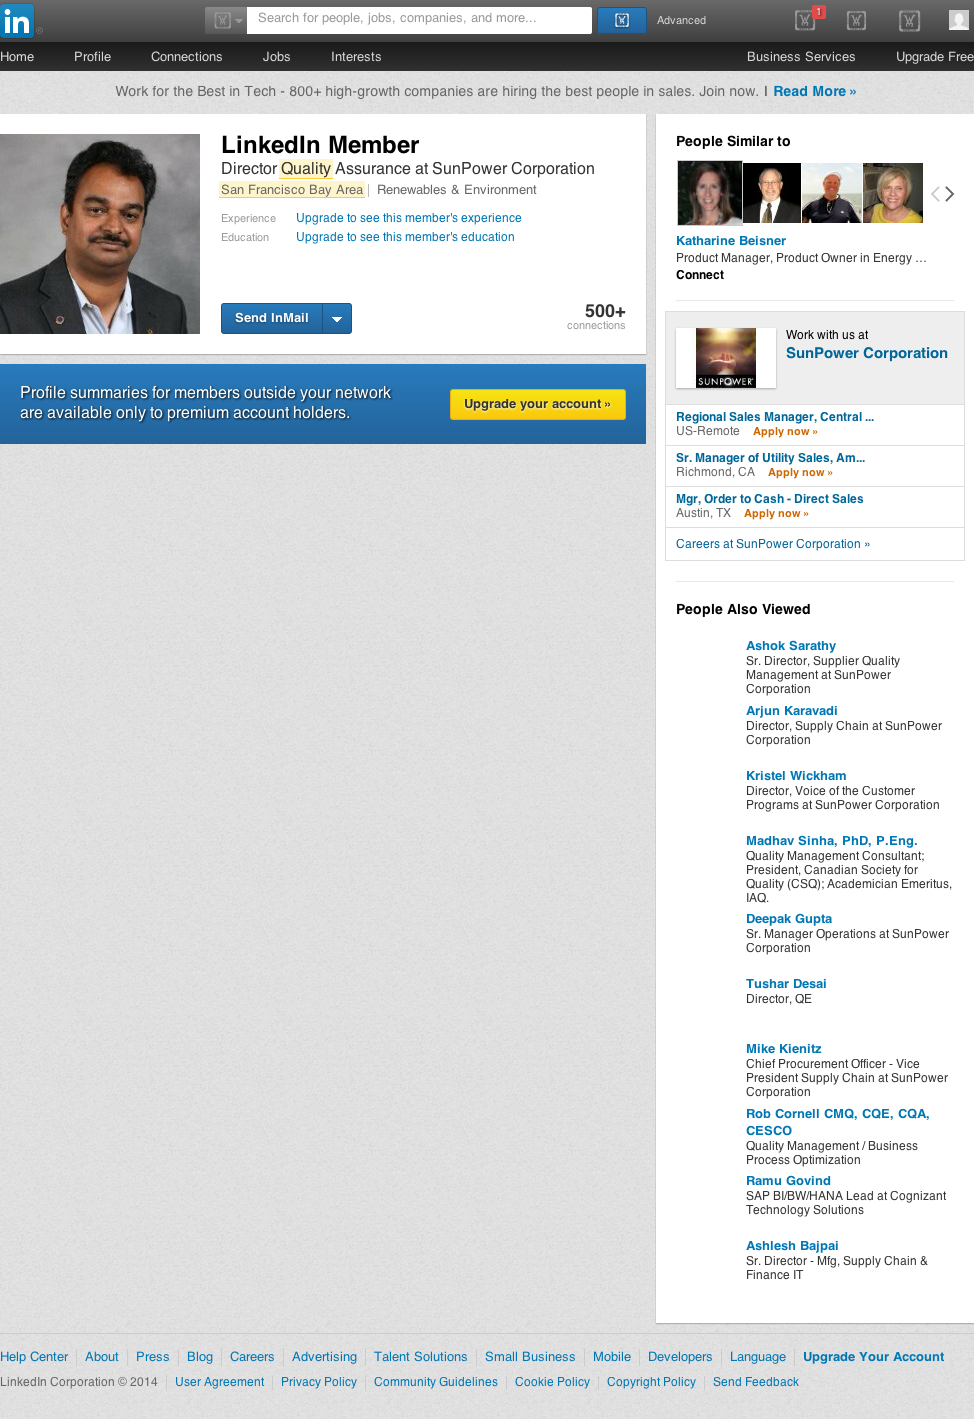 in ®
Search for people, jobs, companies, and more...
Advanced
1
Home Profile Connections Jobs Interests Business Services Upgrade Free
Work for the Best in Tech - 800+ high-growth companies are hiring the best people in sales. Join now. | Read More »
LinkedIn Member
Director Quality Assurance at SunPower Corporation
San Francisco Bay Area | Renewables & Environment
Experience Upgrade to see this member's experience
Education Upgrade to see this member's education
Send InMail
500+
connections
Profile summaries for members outside your network
are available only to premium account holders.
Upgrade your account »
People Similar to
Katharine Beisner
Product Manager, Product Owner in Energy ...
Connect
SUNPOWER
Work with us at
SunPower Corporation
Regional Sales Manager, Central ...
US-Remote Apply now »
Sr. Manager of Utility Sales, Am...
Richmond, CA Apply now »
Mgr, Order to Cash - Direct Sales
Austin, TX Apply now »
Careers at SunPower Corporation »
People Also Viewed
Ashok Sarathy
Sr. Director, Supplier Quality
Management at SunPower
Corporation
Arjun Karavadi
Director, Supply Chain at SunPower
Corporation
Kristel Wickham
Director, Voice of the Customer
Programs at SunPower Corporation
Madhav Sinha, PhD, P.Eng.
Quality Management Consultant;
President, Canadian Society for
Quality (CSQ); Academician Emeritus,
IAQ.
Deepak Gupta
Sr. Manager Operations at SunPower
Corporation
Tushar Desai
Director, QE
Mike Kienitz
Chief Procurement Officer - Vice
President Supply Chain at SunPower
Corporation
Rob Cornell CMQ, CQE, CQA,
CESCO
Quality Management / Business
Process Optimization
Ramu Govind
SAP BI/BW/HANA Lead at Cognizant
Technology Solutions
Ashlesh Bajpai
Sr. Director - Mfg, Supply Chain &
Finance IT
Help Center About Press Blog Careers Advertising Talent Solutions Small Business Mobile Developers Language Upgrade Your Account
LinkedIn Corporation © 2014 User Agreement Privacy Policy Community Guidelines Cookie Policy Copyright Policy Send Feedback